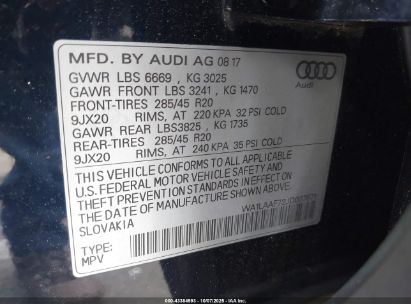 MFD. BY AUDI AG 08 17
GVWR LBS 6669 , KG 3025
GAWR FRONT LBS 3241 , KG 1470
FRONT-TIRES 285/45 R20
9JX20 RIMS, AT 220 KPA 32 PSI COLD
GAWR REAR LBS3825 , KG 1735
REAR-TIRES 285/45 R20
9JX20 RIMS, AT 240 KPA 35 PSI COLD
THIS VEHICLE CONFORMS TO ALL APPLICABLE
U.S. FEDERAL MOTOR VEHICLE SAFETY AND
THEFT PREVENTION STANDARDS IN EFFECT ON
DATE OF MANUFACTURE SHOWN ABOVE.
SLOVAKIA
TYPE:
MPV